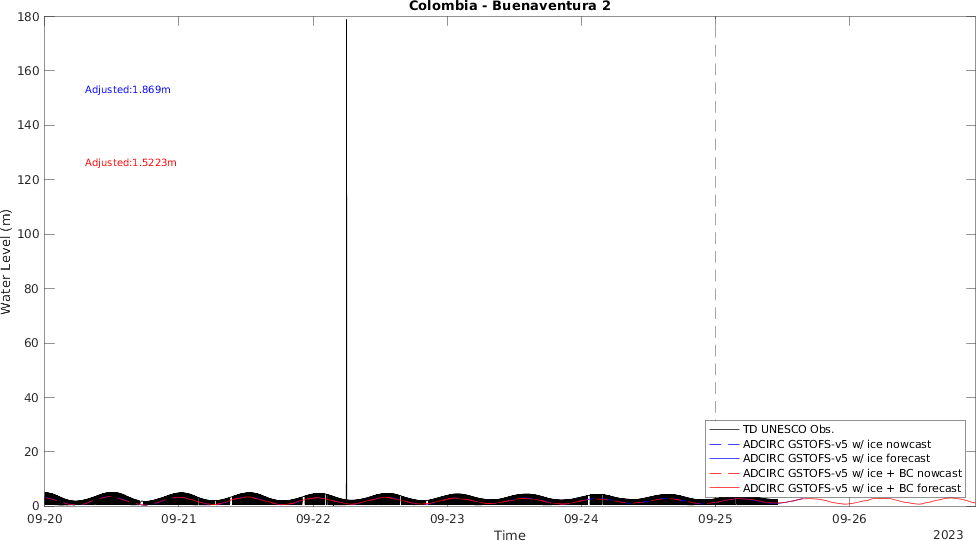 Colombia - Buenaventura 2
180
160
140
120
100
80
60
40
20
0
Water Level (m)
Adjusted:1.869m
Adjusted:1.5223m
TD UNESCO Obs.
ADCIRC GSTOFS-v5 w/ ice nowcast
ADCIRC GSTOFS-v5 w/ ice forecast
ADCIRC GSTOFS-v5 w/ ice + BC nowcast
ADCIRC GSTOFS-v5 w/ ice + BC forecast
09-20 09-21 09-22 09-23 09-24 09-25 09-26
Time
2023